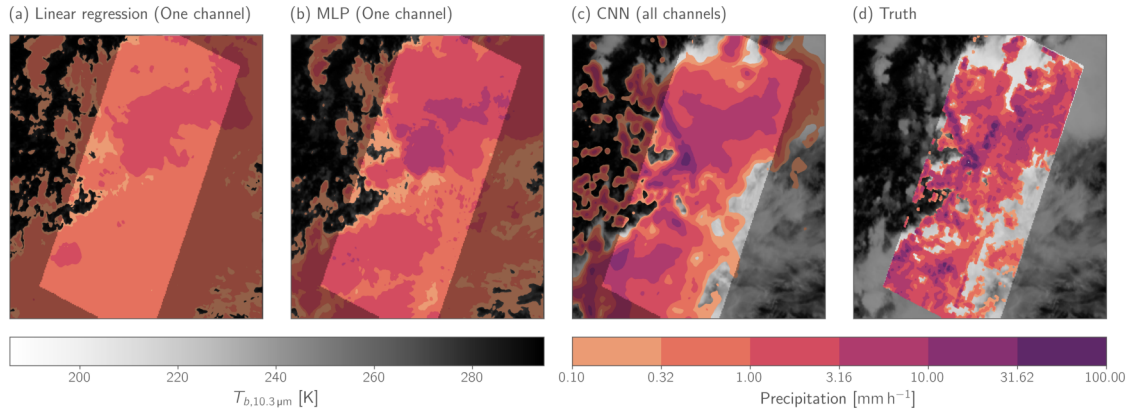 (a) Linear regression (One channel)
(b) MLP (One channel)
(c) CNN (all channels)
(d) Truth
200 220 240 260 280
T_{b,10.3 μm} [K]
0.10 0.32 1.00 3.16 10.00 31.62 100.00
Precipitation [mm h⁻¹]